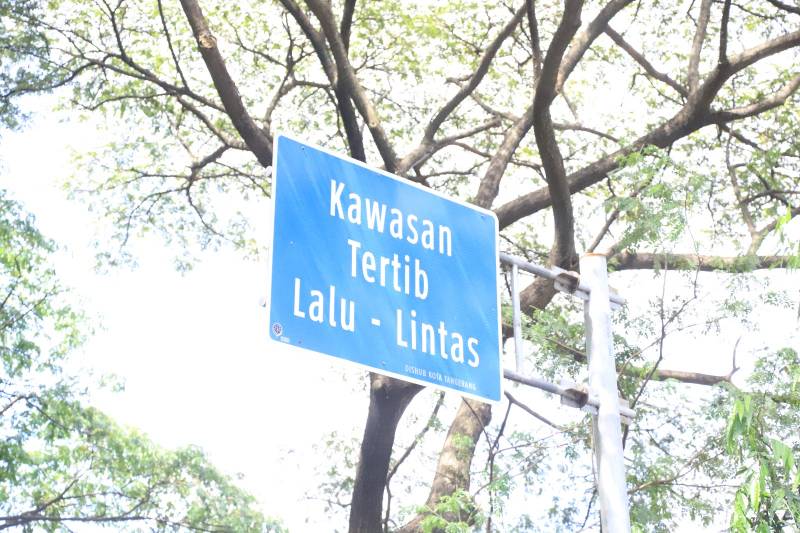 Kawasan
Tertib
Lalu - Lintas
DISHUB KOTA TANGERANG